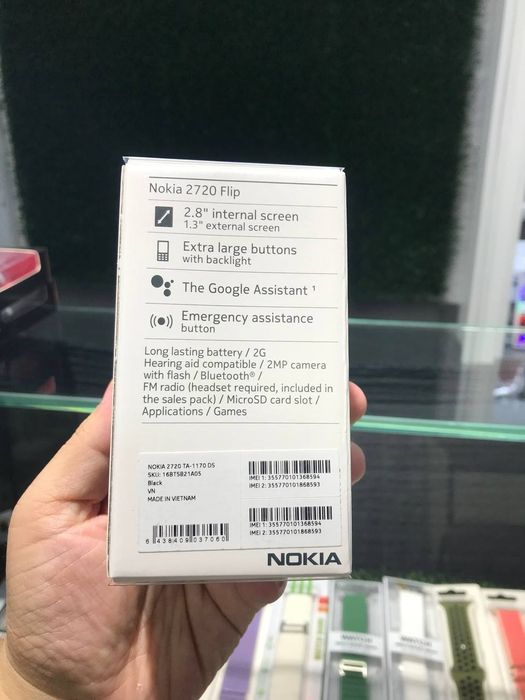 Nokia 2720 Flip
2.8" internal screen
1.3" external screen
Extra large buttons
with backlight
The Google Assistant ¹
Emergency assistance
button
Long lasting battery / 2G
Hearing aid compatible / 2MP camera
with flash / Bluetooth® /
FM radio (headset required, included in
the sales pack) / MicroSD card slot /
Applications / Games
NOKIA 2720 TA-1170 DS
SKU: 16BTSB21A05
Black
VN
MADE IN VIETNAM
IMEI 1: 355770101368594
IMEI 2: 355770101868593
IMEI 1: 355770101368594
IMEI 2: 355770101868593
6 438409 037060
NOKIA